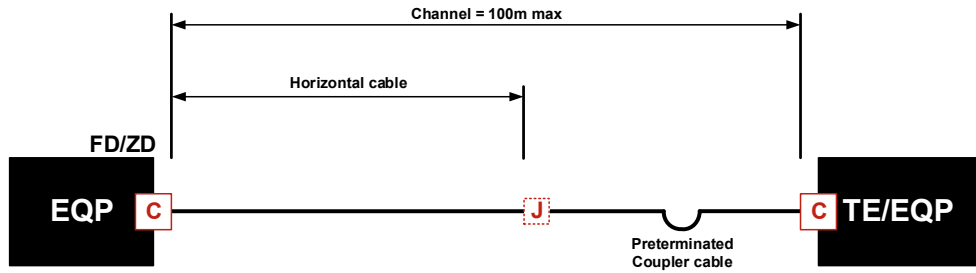 Channel = 100m max
Horizontal cable
FD/ZD
EQP
C
J
C
TE/EQP
Preterminated
Coupler cable